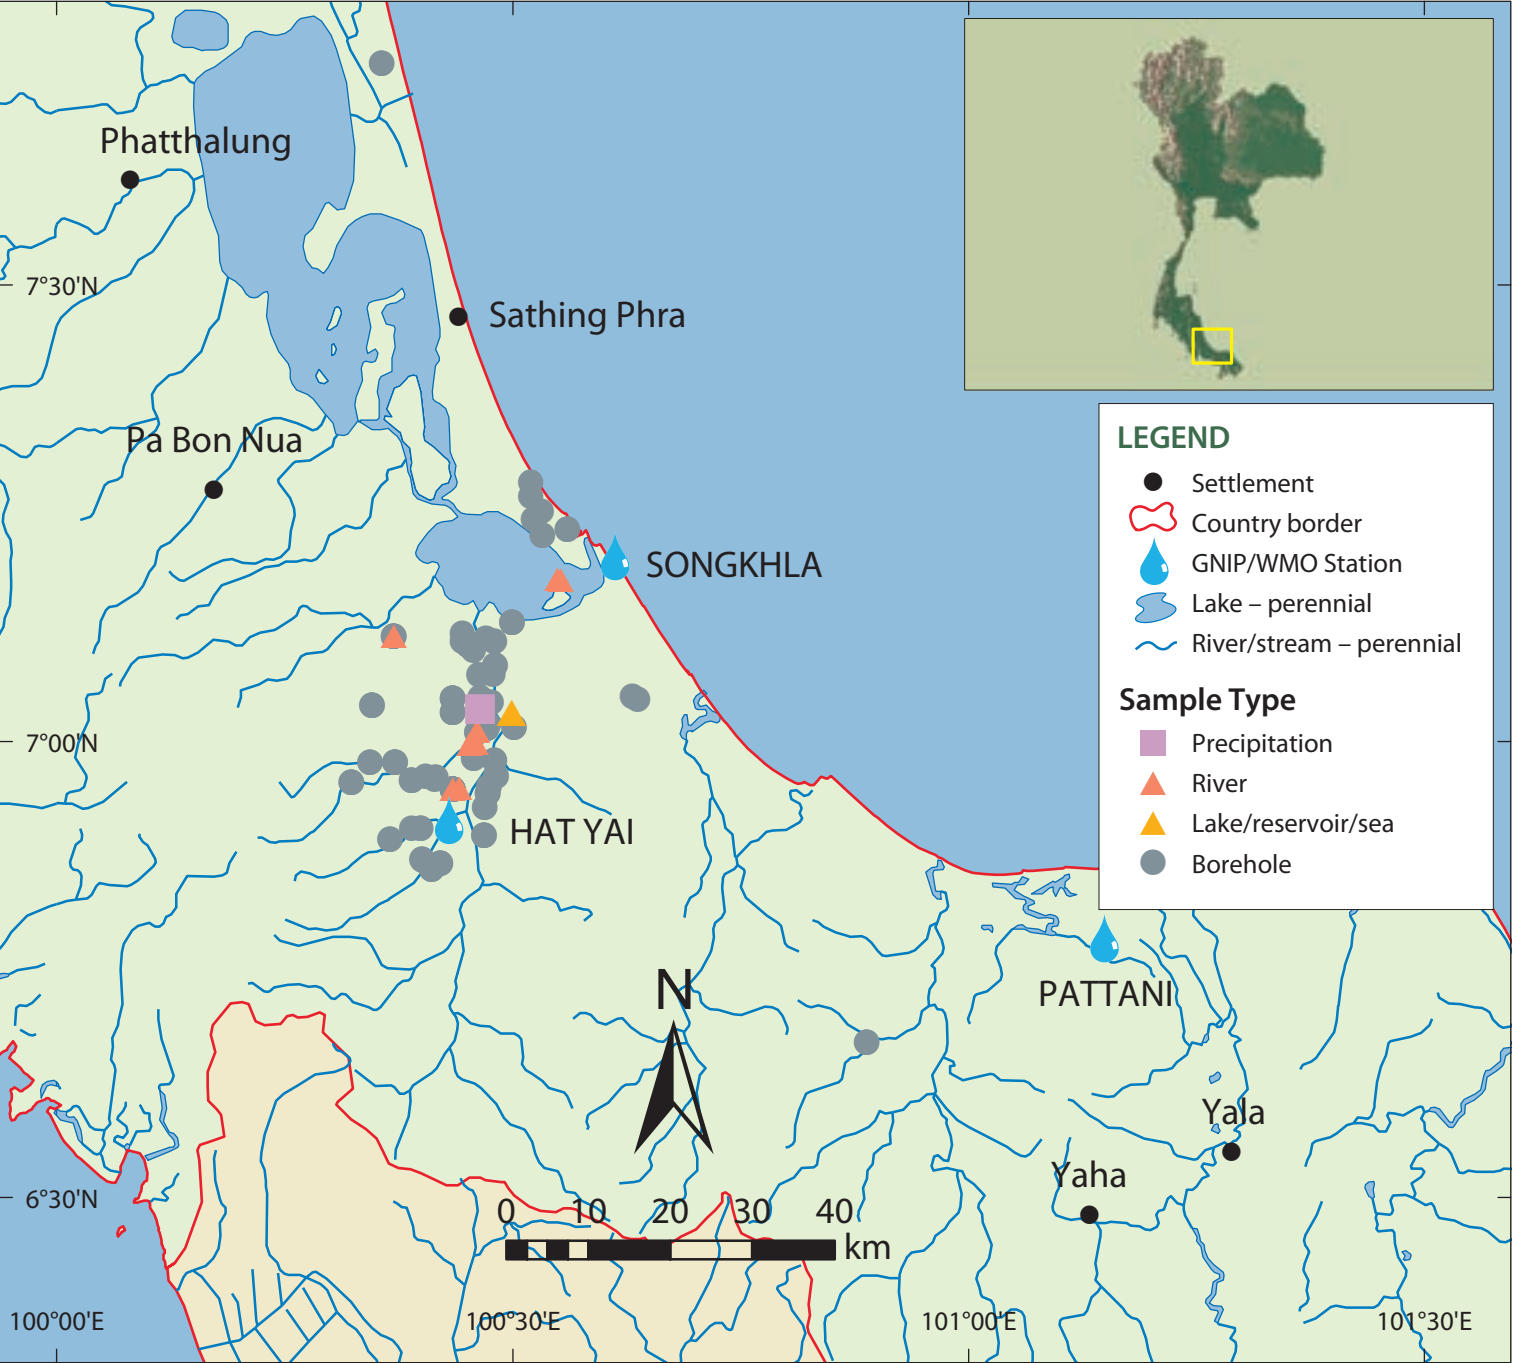 Phatthalung
7°30'N
Sathing Phra
Pa Bon Nua
LEGEND
Settlement
Country border
GNIP/WMO Station
Lake – perennial
River/stream – perennial
Sample Type
Precipitation
River
Lake/reservoir/sea
Borehole
SONGKHLA
7°00'N
HAT YAI
N
PATTANI
Yala
Yaha
6°30'N
0 10 20 30 40
km
100°00'E 100°30'E 101°00'E 101°30'E